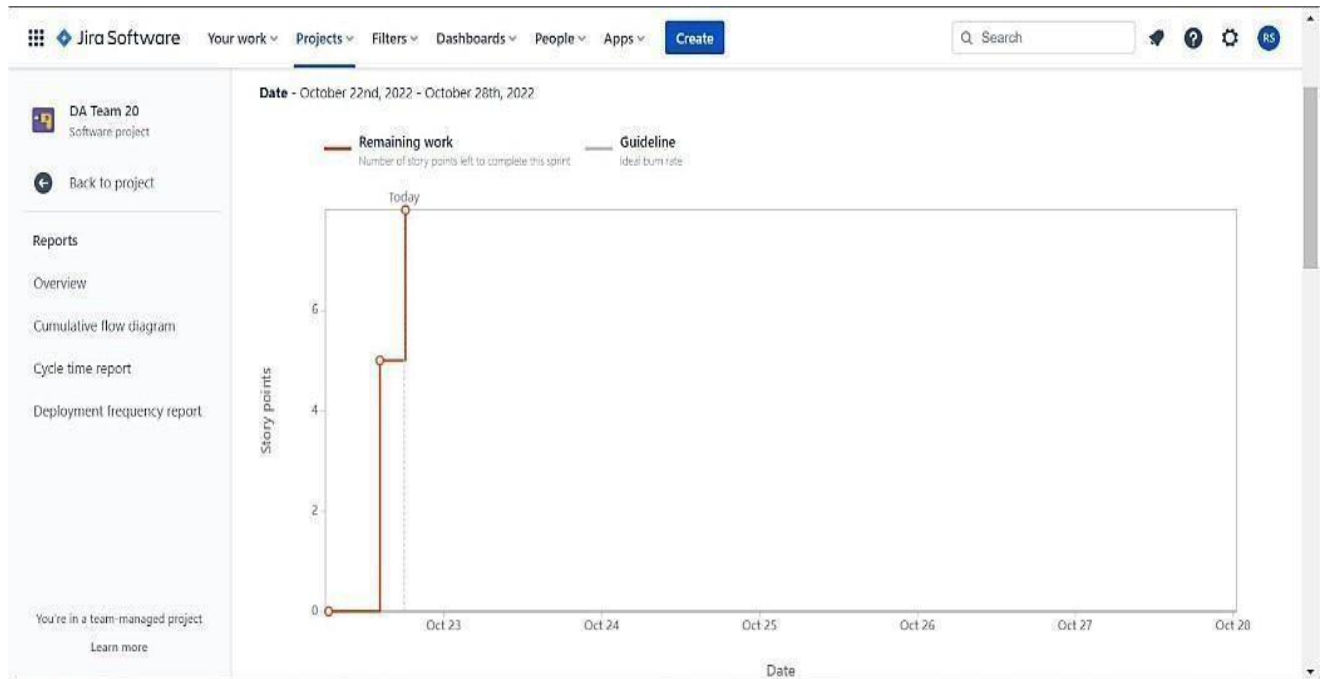 Jira Software Your work Projects Filters Dashboards People Apps Create Search RS
DA Team 20
Software project
Back to project
Reports
Overview
Cumulative flow diagram
Cycle time report
Deployment frequency report
You're in a team-managed project
Learn more
Date - October 22nd, 2022 - October 28th, 2022
Remaining work
Number of story points left to complete this sprint
Guideline
Ideal burn rate
Today
Story points
6
4
2
0
Oct 23 Oct 24 Oct 25 Oct 26 Oct 27 Oct 28
Date